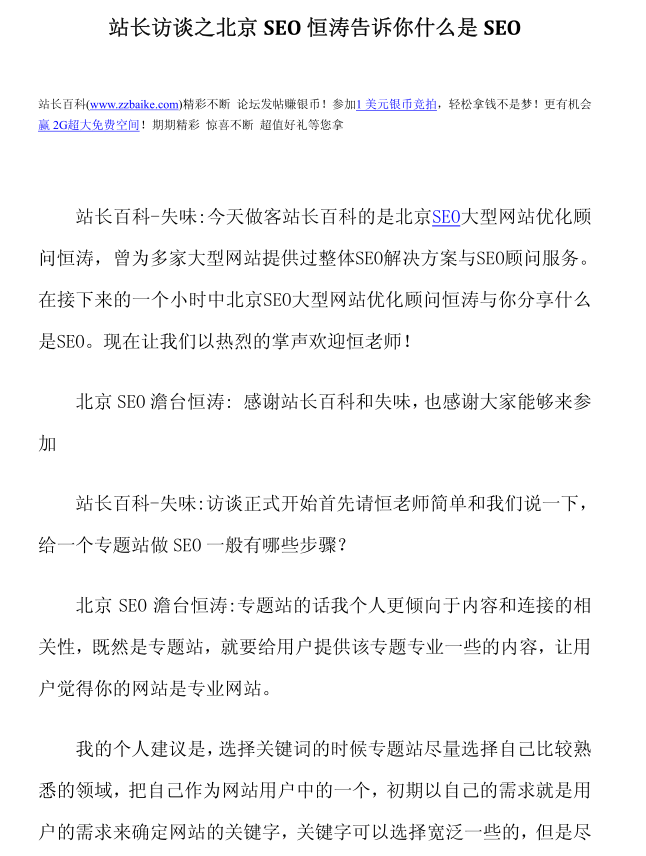 站长访谈之北京 SEO 恒涛告诉你什么是 SEO
站长百科(www.zzbaike.com)精彩不断 论坛发帖赚银币！参加1 美元银币竞拍，轻松拿钱不是梦！更有机会
赢 2G超大免费空间！期期精彩 惊喜不断 超值好礼等您拿
站长百科-失味:今天做客站长百科的是北京SEO大型网站优化顾
问恒涛，曾为多家大型网站提供过整体SEO解决方案与SEO顾问服务。
在接下来的一个小时中北京SEO大型网站优化顾问恒涛与你分享什么
是SEO。现在让我们以热烈的掌声欢迎恒老师！
北京 SEO 澹台恒涛: 感谢站长百科和失味，也感谢大家能够来参
加
站长百科-失味:访谈正式开始首先请恒老师简单和我们说一下，
给一个专题站做 SEO 一般有哪些步骤？
北京 SEO 澹台恒涛:专题站的话我个人更倾向于内容和连接的相
关性，既然是专题站，就要给用户提供该专题专业一些的内容，让用
户觉得你的网站是专业网站。
我的个人建议是，选择关键词的时候专题站尽量选择自己比较熟
悉的领域，把自己作为网站用户中的一个，初期以自己的需求就是用
户的需求来确定网站的关键字，关键字可以选择宽泛一些的，但是尽